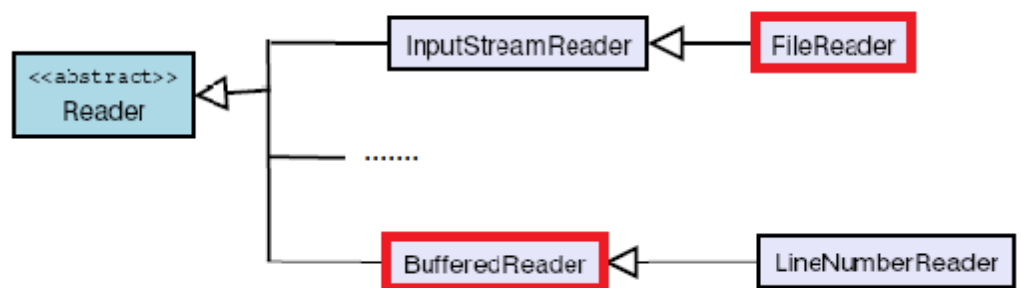 InputStreamReader
FileReader
<<abstract>>
Reader
.......
BufferedReader
LineNumberReader